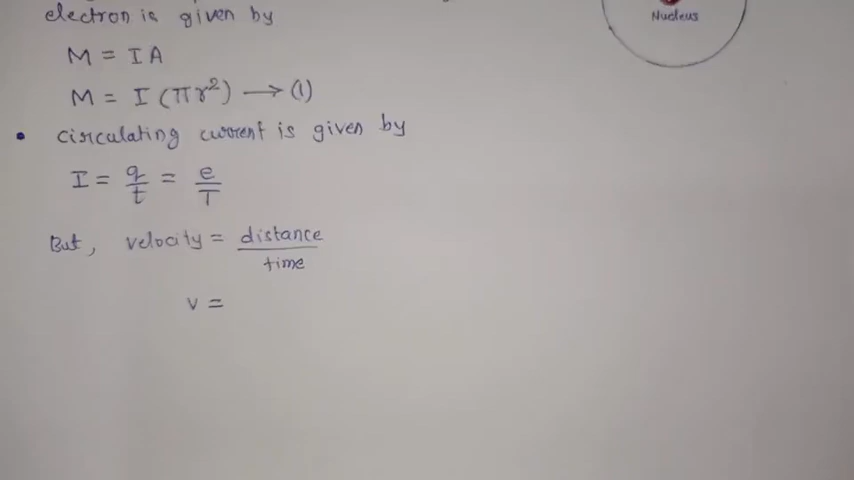 electron is given by
Nucleus
M = I A
M = I (πr²) → (1)
• circulating current is given by
I = q/t = e/T
But, velocity = distance/time
v =